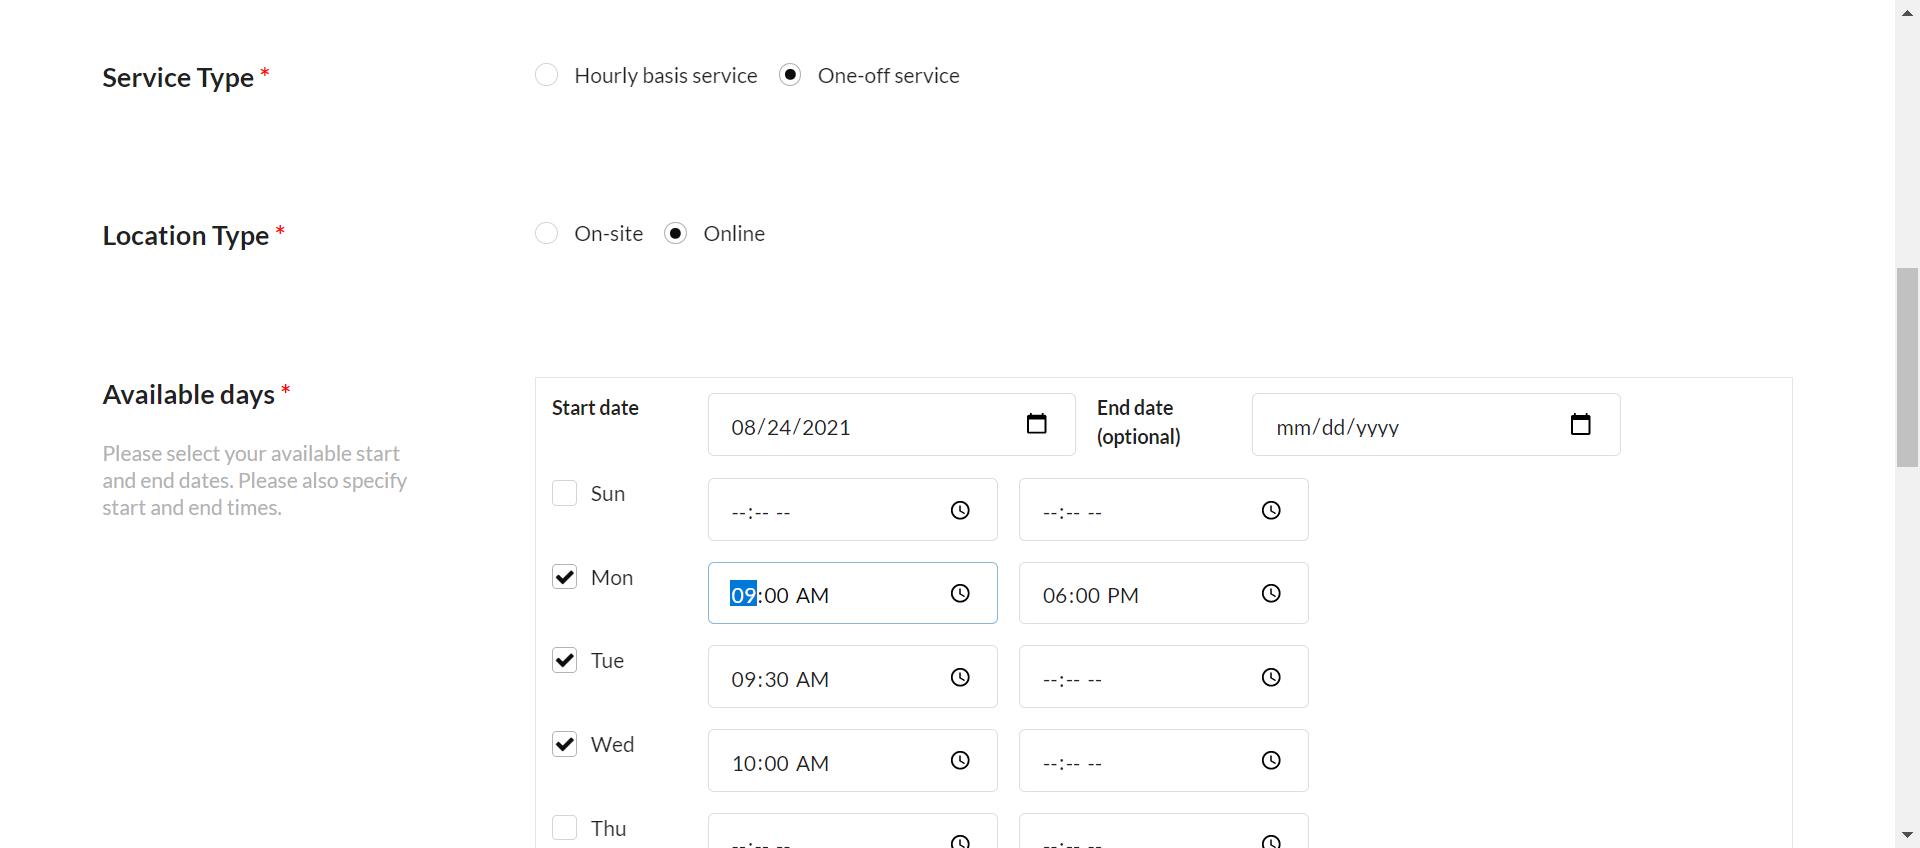 Service Type *
Hourly basis service
One-off service
Location Type *
On-site
Online
Available days *
Please select your available start
and end dates. Please also specify
start and end times.
Start date
08/24/2021
End date
(optional)
mm/dd/yyyy
Sun
--:-- --
--:-- --
Mon
09:00 AM
06:00 PM
Tue
09:30 AM
--:-- --
Wed
10:00 AM
--:-- --
Thu
--:-- --
--:-- --